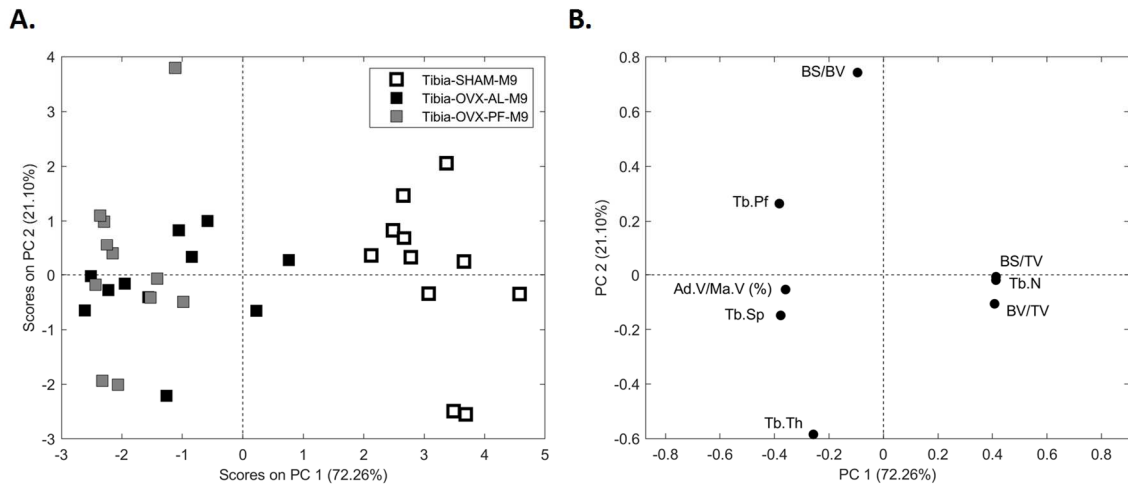 A.
4
3
2
1
0
-1
-2
-3
-3
-2
-1
0
1
2
3
4
5
Scores on PC 2 (21.10%)
Scores on PC 1 (72.26%)
Tibia-SHAM-M9
Tibia-OVX-AL-M9
Tibia-OVX-PF-M9
B.
0.8
0.6
0.4
0.2
0
-0.2
-0.4
-0.6
-0.8
-0.6
-0.4
-0.2
0
0.2
0.4
0.6
0.8
PC 2 (21.10%)
PC 1 (72.26%)
BS/BV
Tb.Pf
BS/TV
Tb.N
Ad.V/Ma.V (%)
BV/TV
Tb.Sp
Tb.Th